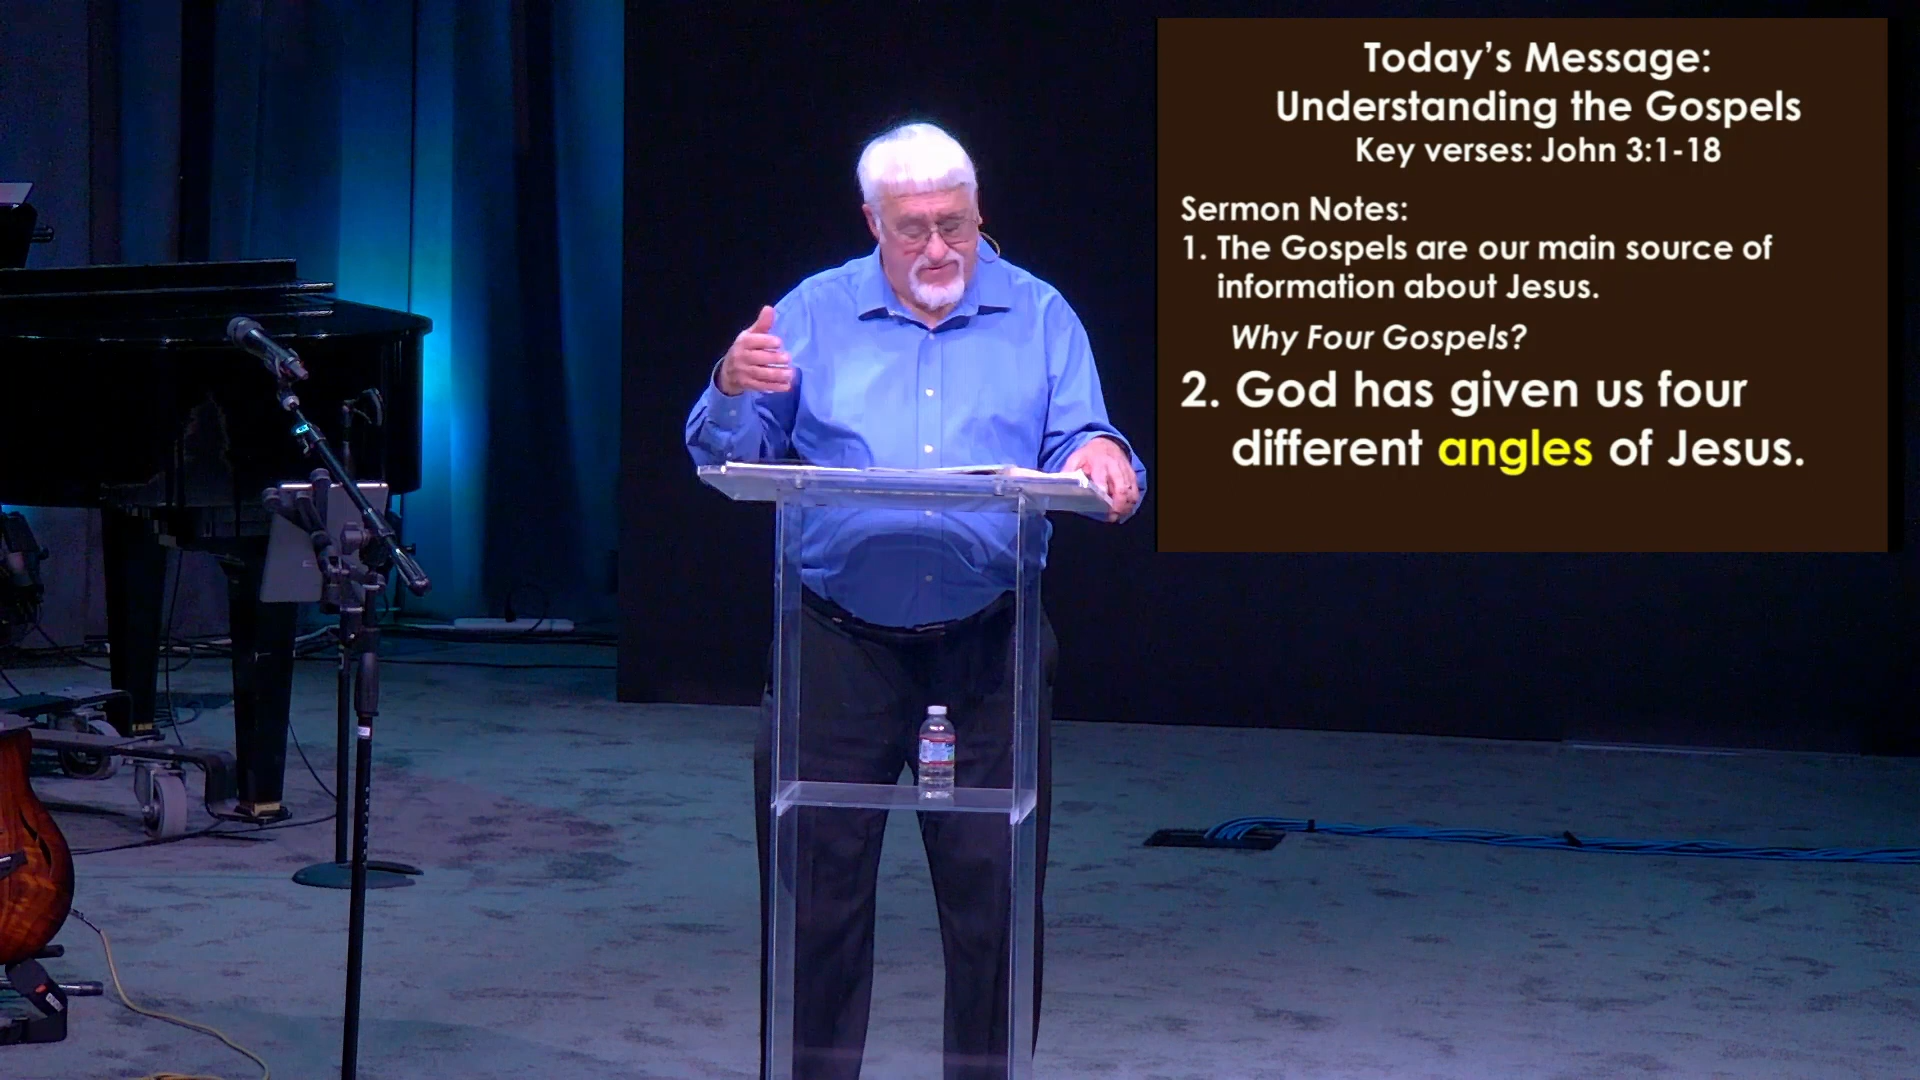 Today’s Message:
Understanding the Gospels
Key verses: John 3:1-18
Sermon Notes:
1. The Gospels are our main source of
information about Jesus.
Why Four Gospels?
2. God has given us four
different angles of Jesus.